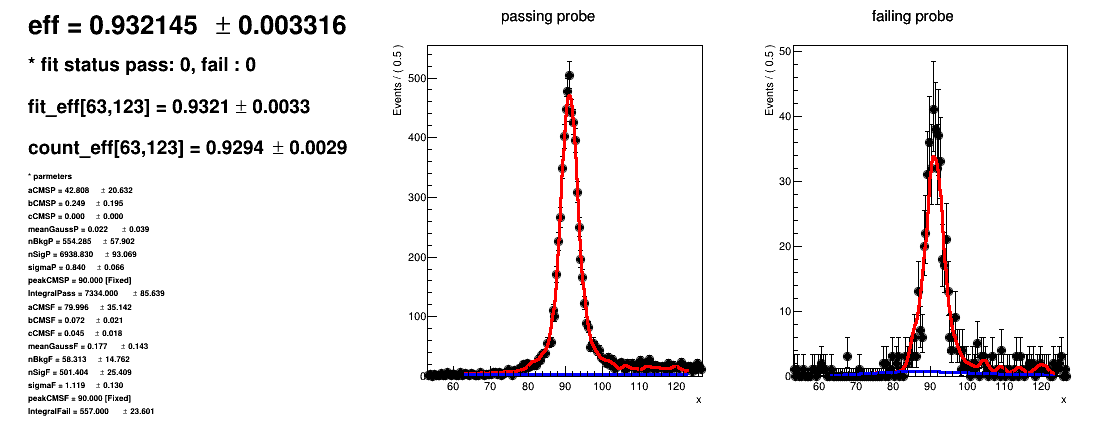 eff = 0.932145 ± 0.003316
* fit status pass: 0, fail : 0
fit_eff[63,123] = 0.9321 ± 0.0033
count_eff[63,123] = 0.9294 ± 0.0029
* parmeters
aCMSP = 42.808 ± 20.632
bCMSP = 0.249 ± 0.195
cCMSP = 0.000 ± 0.000
meanGaussP = 0.022 ± 0.039
nBkgP = 554.285 ± 57.902
nSigP = 6938.830 ± 93.069
sigmaP = 0.840 ± 0.066
peakCMSP = 90.000 [Fixed]
IntegralPass = 7334.000 ± 85.639
aCMSF = 79.996 ± 35.142
bCMSF = 0.072 ± 0.021
cCMSF = 0.045 ± 0.018
meanGaussF = 0.177 ± 0.143
nBkgF = 58.313 ± 14.762
nSigF = 501.404 ± 25.409
sigmaF = 1.119 ± 0.130
peakCMSF = 90.000 [Fixed]
IntegralFail = 557.000 ± 23.601
passing probe
Events / ( 0.5 )
500
400
300
200
100
0
60 70 80 90 100 110 120
x
failing probe
Events / ( 0.5 )
50
40
30
20
10
0
60 70 80 90 100 110 120
x